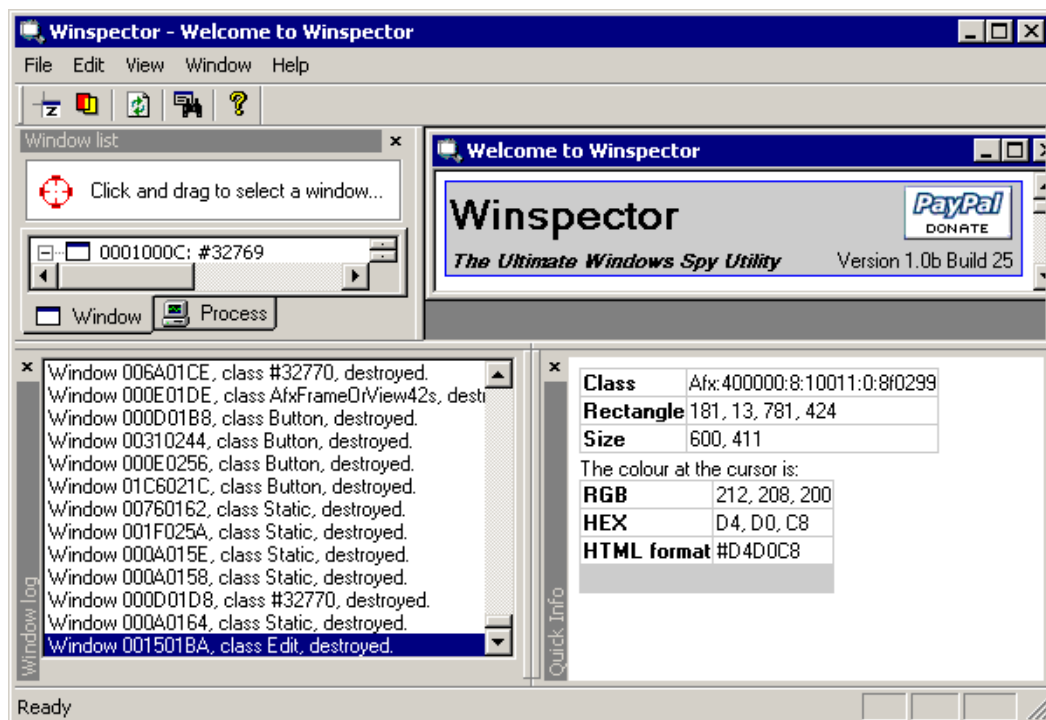 Winspector - Welcome to Winspector
File Edit View Window Help
Window list
Click and drag to select a window...
0001000C: #32769
Window Process
Welcome to Winspector
Winspector
PayPal
DONATE
The Ultimate Windows Spy Utility
Version 1.0b Build 25
Window log
Window 006A01CE, class #32770, destroyed.
Window 000E01DE, class AfxFrameOrView42s, destr
Window 000D01B8, class Button, destroyed.
Window 00310244, class Button, destroyed.
Window 000E0256, class Button, destroyed.
Window 01C6021C, class Button, destroyed.
Window 00760162, class Static, destroyed.
Window 001F025A, class Static, destroyed.
Window 000A015E, class Static, destroyed.
Window 000A0158, class Static, destroyed.
Window 000D01D8, class #32770, destroyed.
Window 000A0164, class Static, destroyed.
Window 001501BA, class Edit, destroyed.
Quick Info
Class Afx:400000:8:10011:0:8f0299
Rectangle 181, 13, 781, 424
Size 600, 411
The colour at the cursor is:
RGB 212, 208, 200
HEX D4, D0, C8
HTML format #D4D0C8
Ready